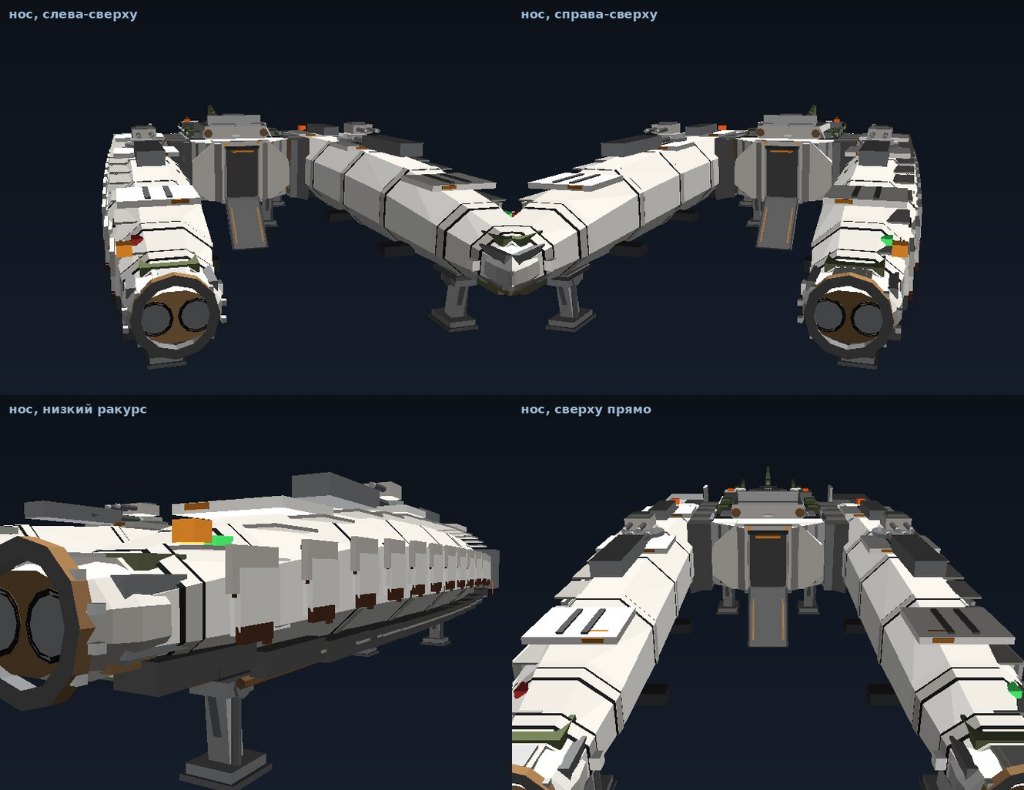 нос, слева-сверху
нос, справа-сверху
нос, низкий ракурс
нос, сверху прямо